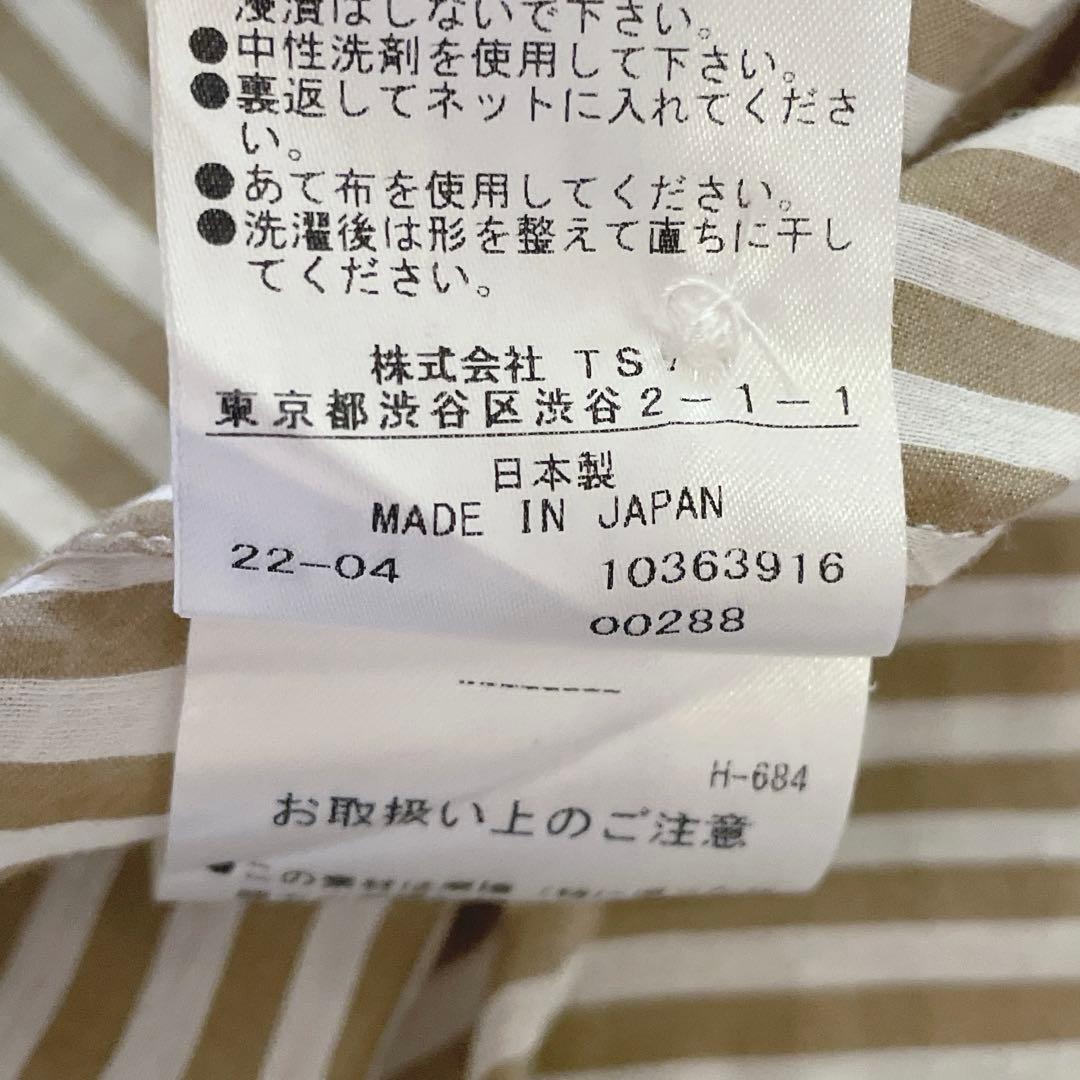 浸漬はしないで下さい。
●中性洗剤を使用して下さい。
●裏返してネットに入れてくださ
い。
●あて布を使用してください。
●洗濯後は形を整えて直ちに干し
てください。
株式会社 TS
東京都渋谷区渋谷2-1-1
日本製
MADE IN JAPAN
22-04 10363916
00288
H-684
お取扱い上のご注意
この素材は